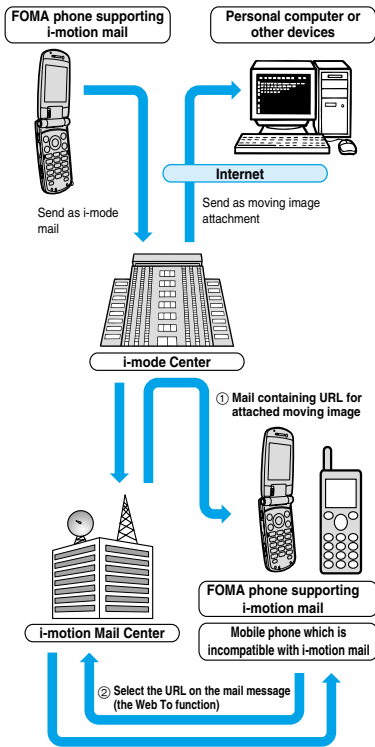 FOMA phone supporting
i-motion mail
Personal computer or
other devices
Internet
Send as i-mode
mail
Send as moving image
attachment
i-mode Center
① Mail containing URL for
attached moving image
FOMA phone supporting
i-motion mail
i-motion Mail Center
Mobile phone which is
incompatible with i-motion mail
② Select the URL on the mail message
(the Web To function)